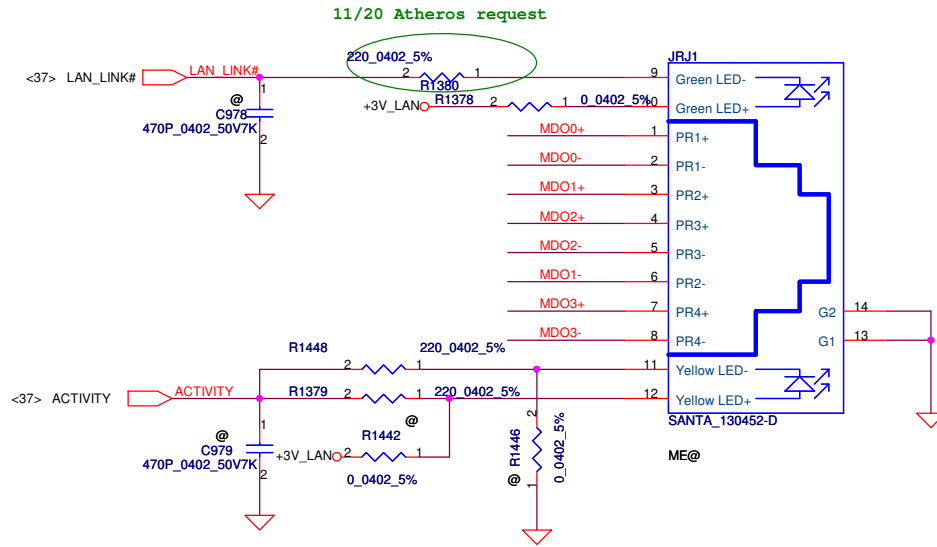 11/20 Atheros request
220_0402_5%
JRJ1
<37> LAN_LINK# LAN_LINK# 2 1 9 Green LED-
R1380
@ 1 +3V_LAN R1378 2 1 0_0402_5% 10 Green LED+
C978
470P_0402_50V7K
2
MDO0+ 1 PR1+
MDO0- 2 PR1-
MDO1+ 3 PR2+
MDO2+ 4 PR3+
MDO2- 5 PR3-
MDO1- 6 PR2-
MDO3+ 7 PR4+ G2 14
MDO3- 8 PR4- G1 13
R1448 220_0402_5%
2 1 11 Yellow LED-
<37> ACTIVITY ACTIVITY R1379 2 1 220_0402_5% 12 Yellow LED+
SANTA_130452-D
@ 1 @ 2
C979 R1442
+3V_LAN 2 1 R1446 0_0402_5% ME@
470P_0402_50V7K
2 0_0402_5% @ 1